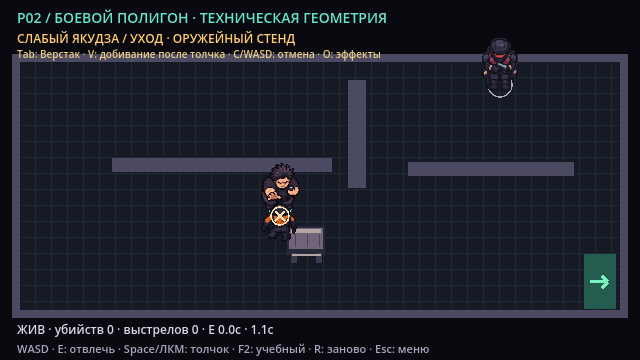 P02 / БОЕВОЙ ПОЛИГОН · ТЕХНИЧЕСКАЯ ГЕОМЕТРИЯ
СЛАБЫЙ ЯКУДЗА / УХОД · ОРУЖЕЙНЫЙ СТЕНД
Tab: Верстак · V: добивание после толчка · C/WASD: отмена · O: эффекты
ЖИВ · убийств 0 · выстрелов 0 · E 0.0с · 1.1с
WASD · E: отвлечь · Space/ЛКМ: толчок · F2: учебный · R: заново · Esc: меню